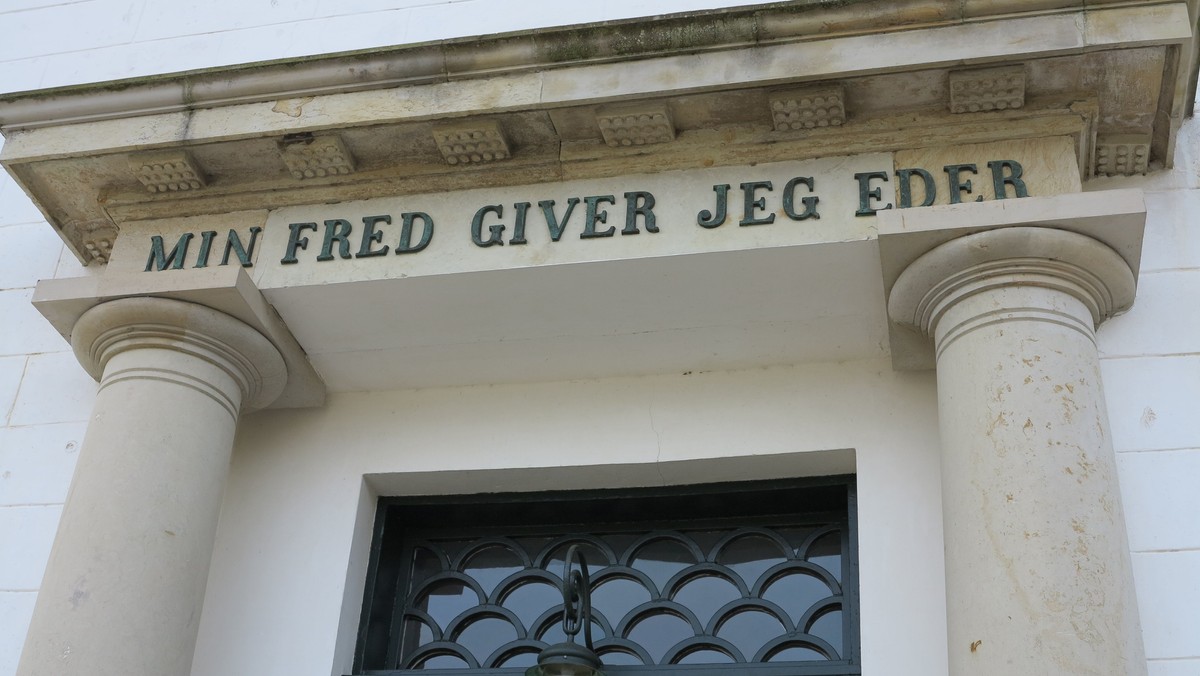 MIN FRED GIVER JEG EDER